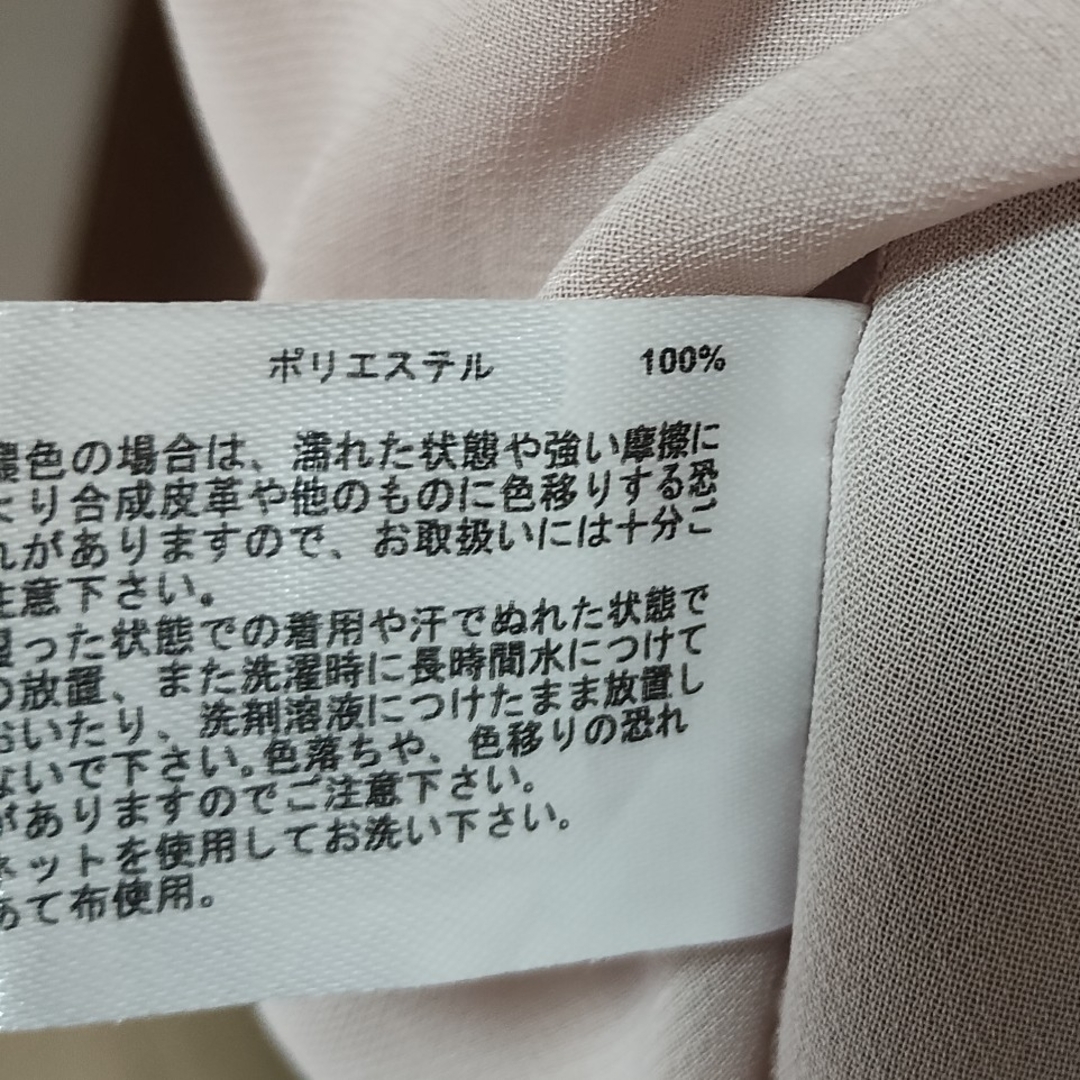 ポリエステル 100%
濃色の場合は、濡れた状態や強い摩擦に
より合成皮革や他のものに色移りする恐
れがありますので、お取扱いには十分ご
注意下さい。
湿った状態での着用や汗でぬれた状態で
の放置、また洗濯時に長時間水につけて
おいたり、洗剤溶液につけたまま放置し
ないで下さい。色落ちや、色移りの恐れ
がありますのでご注意下さい。
ネットを使用してお洗い下さい。
あて布使用。